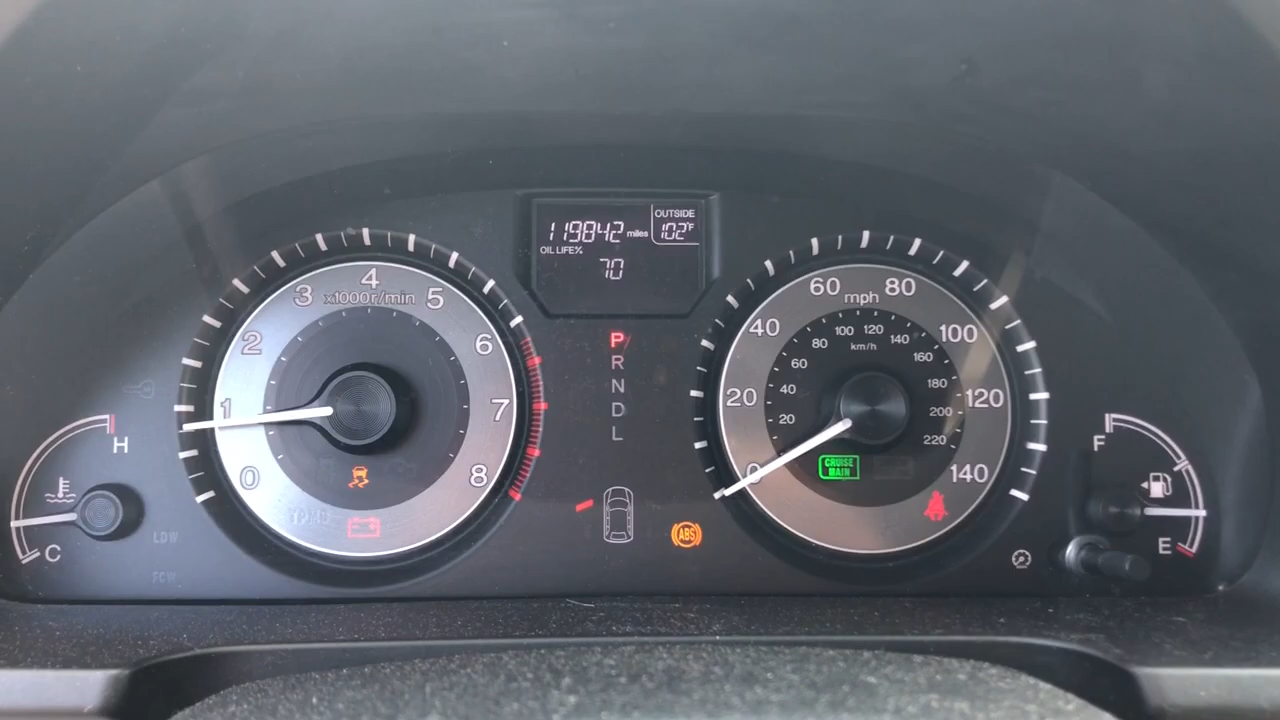 OUTSIDE
119842 miles 102°F
OIL LIFE%
70
0 1 2 3 4 5 6 7 8
x1000r/min
TPMS
P
R
N
D
L
0 20 40 60 80 100 120 140
mph
20 40 60 80 100 120 140 160 180 200 220
km/h
CRUISE
MAIN
ABS
H
C
LDW
FCW
F
E